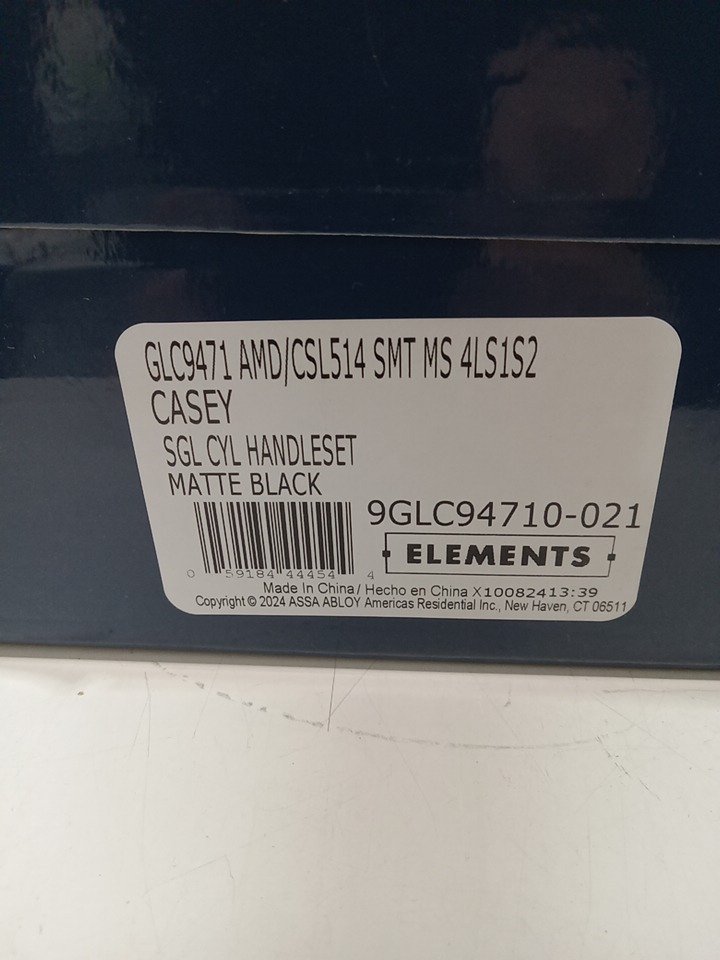 GLC9471 AMD/CSL514 SMT MS 4LS1S2
CASEY
SGL CYL HANDLESET
MATTE BLACK
9GLC94710-021
0 59184 44454 4
ELEMENTS
Made In China/ Hecho en China X10082413:39
Copyright © 2024 ASSA ABLOY Americas Residential Inc., New Haven, CT 06511